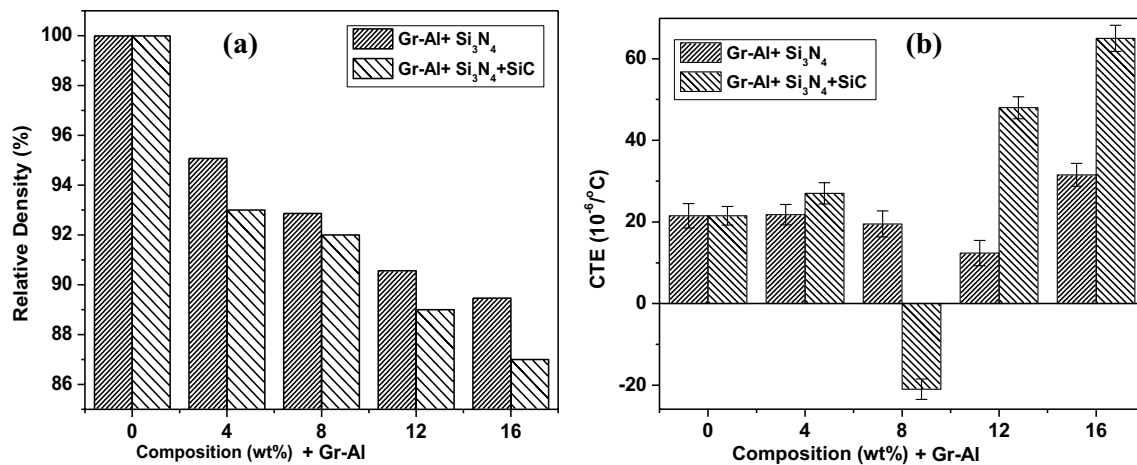 (a)
Gr-Al+ Si₃N₄
Gr-Al+ Si₃N₄+SiC
Relative Density (%)
100
98
96
94
92
90
88
86
0 4 8 12 16
Composition (wt%) + Gr-Al
(b)
Gr-Al+ Si₃N₄
Gr-Al+ Si₃N₄+SiC
CTE (10⁻⁶/°C)
60
40
20
0
-20
0 4 8 12 16
Composition (wt%) + Gr-Al